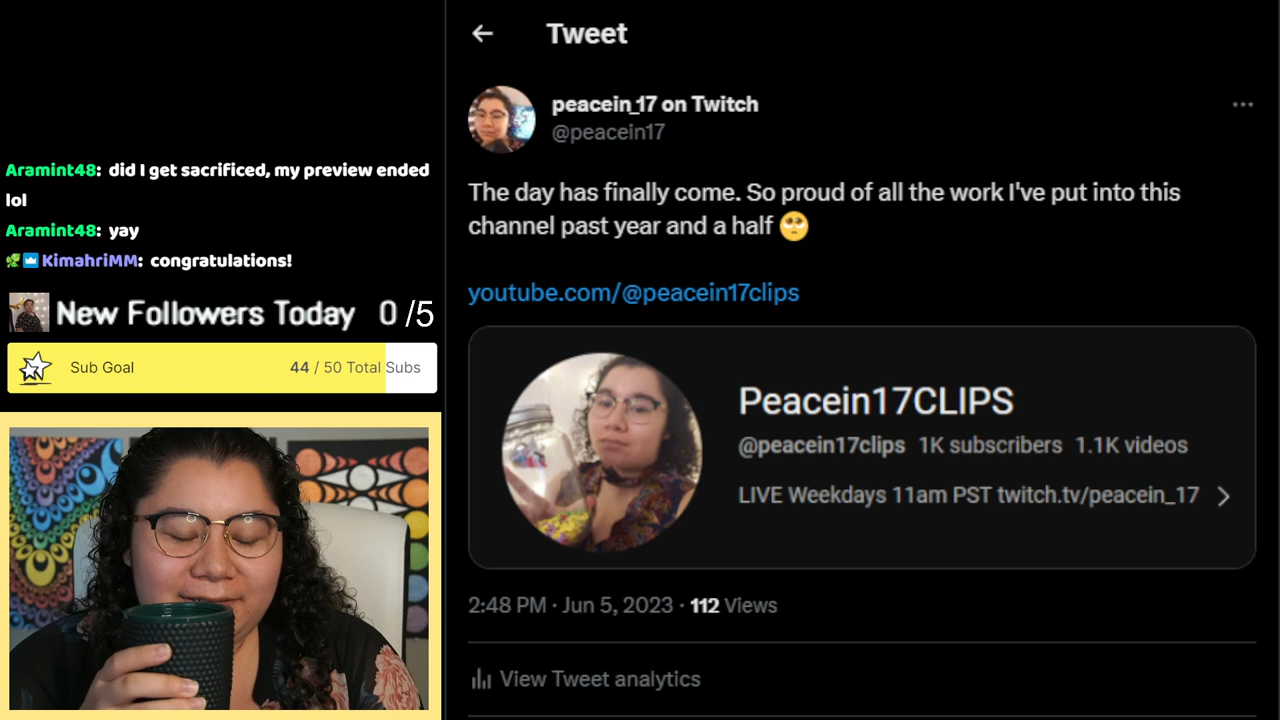 Aramint48: did I get sacrificed, my preview ended
lol
Aramint48: yay
KimahriMM: congratulations!
New Followers Today 0 /5
Sub Goal 44 / 50 Total Subs
Tweet
peacein_17 on Twitch
@peacein17
The day has finally come. So proud of all the work I've put into this
channel past year and a half 🥺
youtube.com/@peacein17clips
Peacein17CLIPS
@peacein17clips 1K subscribers 1.1K videos
LIVE Weekdays 11am PST twitch.tv/peacein_17
2:48 PM · Jun 5, 2023 · 112 Views
View Tweet analytics